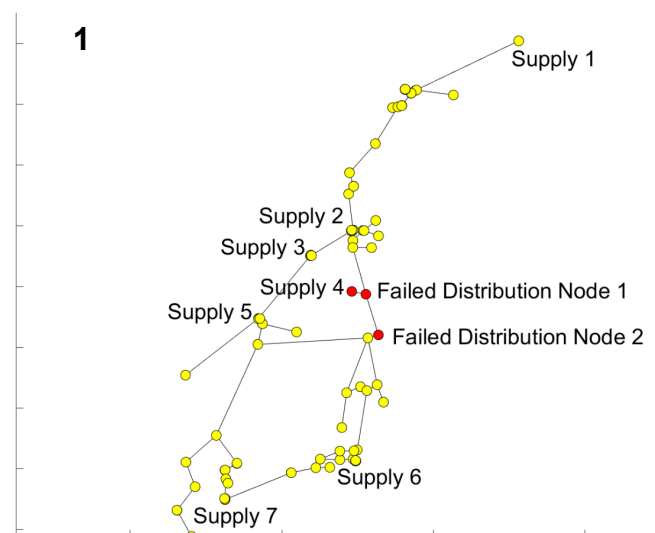 1
Supply 1
Supply 2
Supply 3
Supply 4
Failed Distribution Node 1
Supply 5
Failed Distribution Node 2
Supply 6
Supply 7